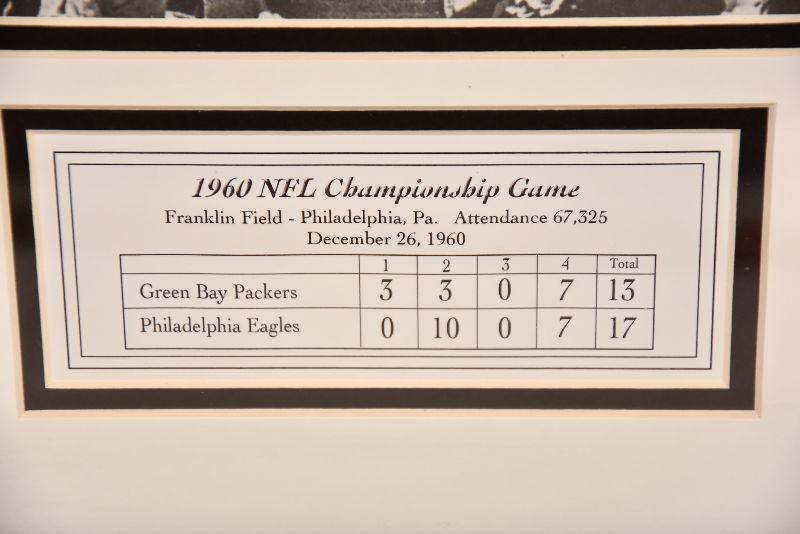 1960 NFL Championship Game
Franklin Field - Philadelphia, Pa. Attendance 67,325
December 26, 1960
1 2 3 4 Total
Green Bay Packers 3 3 0 7 13
Philadelphia Eagles 0 10 0 7 17